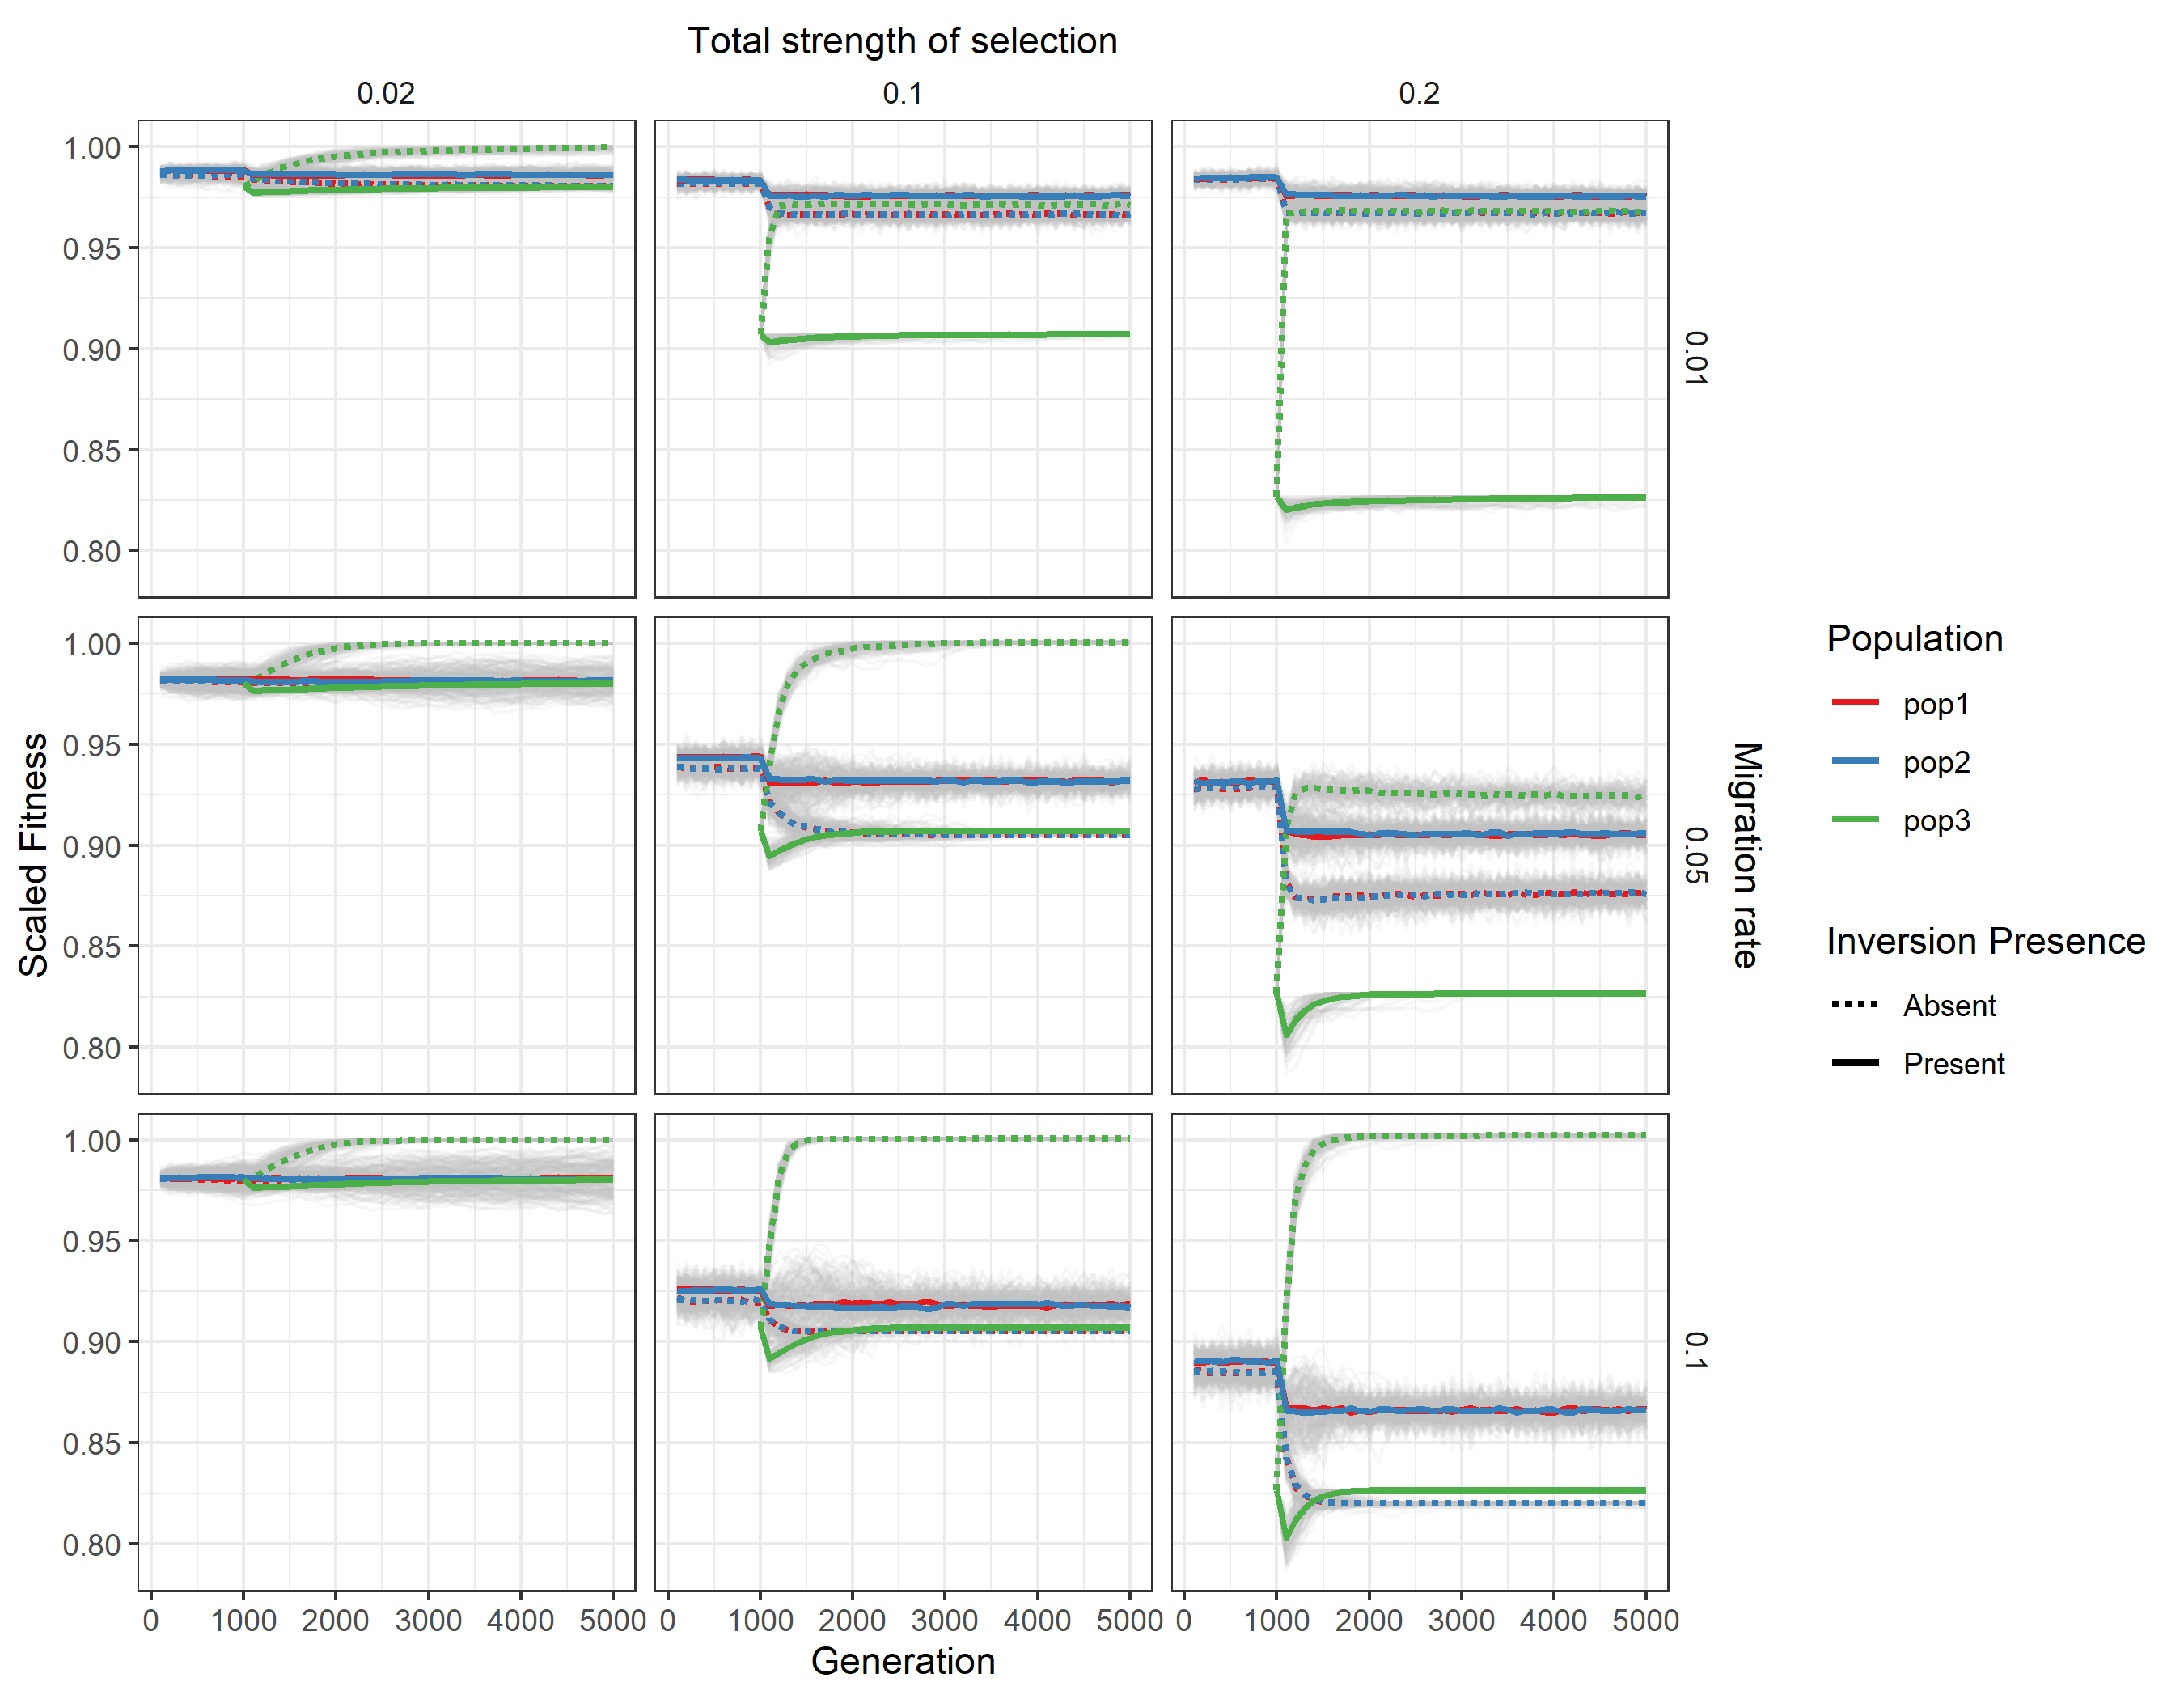 Total strength of selection
0.02
0.1
0.2
1.00
0.95
0.90
0.85
0.80
0.01
1.00
0.95
0.90
0.85
0.80
0.05
1.00
0.95
0.90
0.85
0.80
0.1
Scaled Fitness
Migration rate
0 1000 2000 3000 4000 5000
0 1000 2000 3000 4000 5000
0 1000 2000 3000 4000 5000
Generation
Population
pop1
pop2
pop3
Inversion Presence
Absent
Present